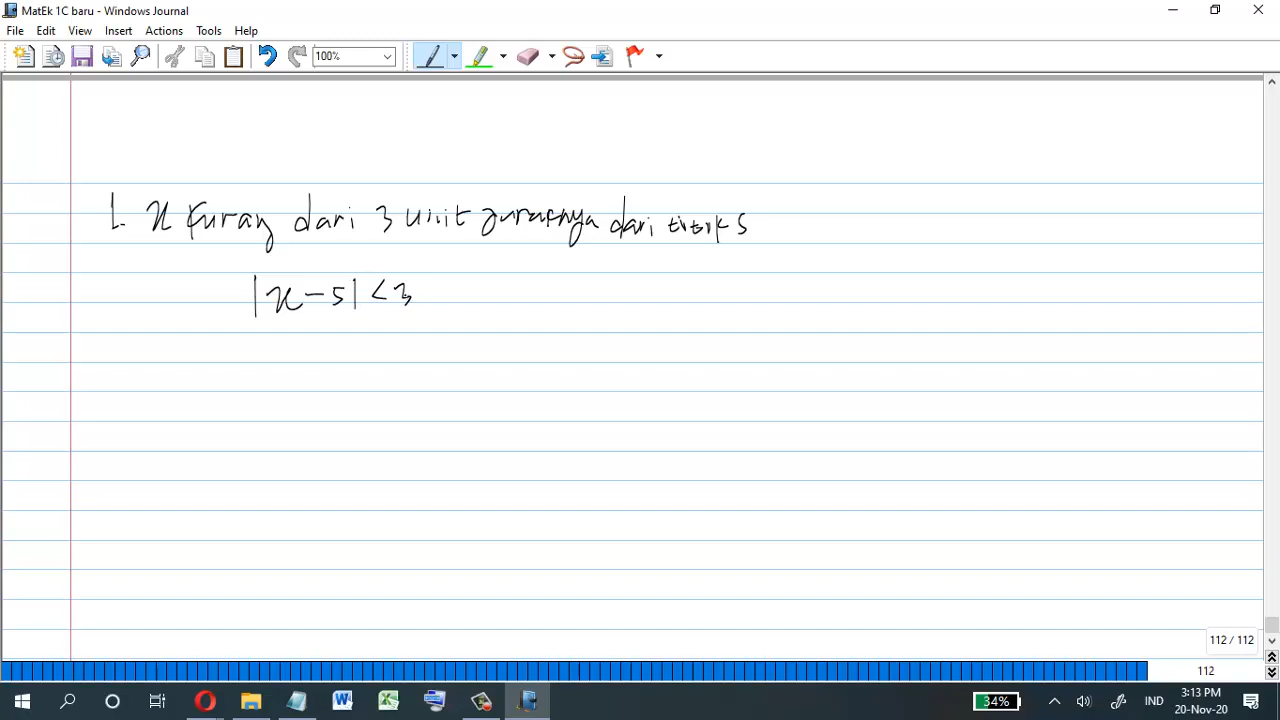 MatEk 1C baru - Windows Journal
File Edit View Insert Actions Tools Help
100%
1. x kurang dari 3 unit jaraknya dari titik 5
|x-5| <3
112 / 112
112
34%
IND
3:13 PM
20-Nov-20